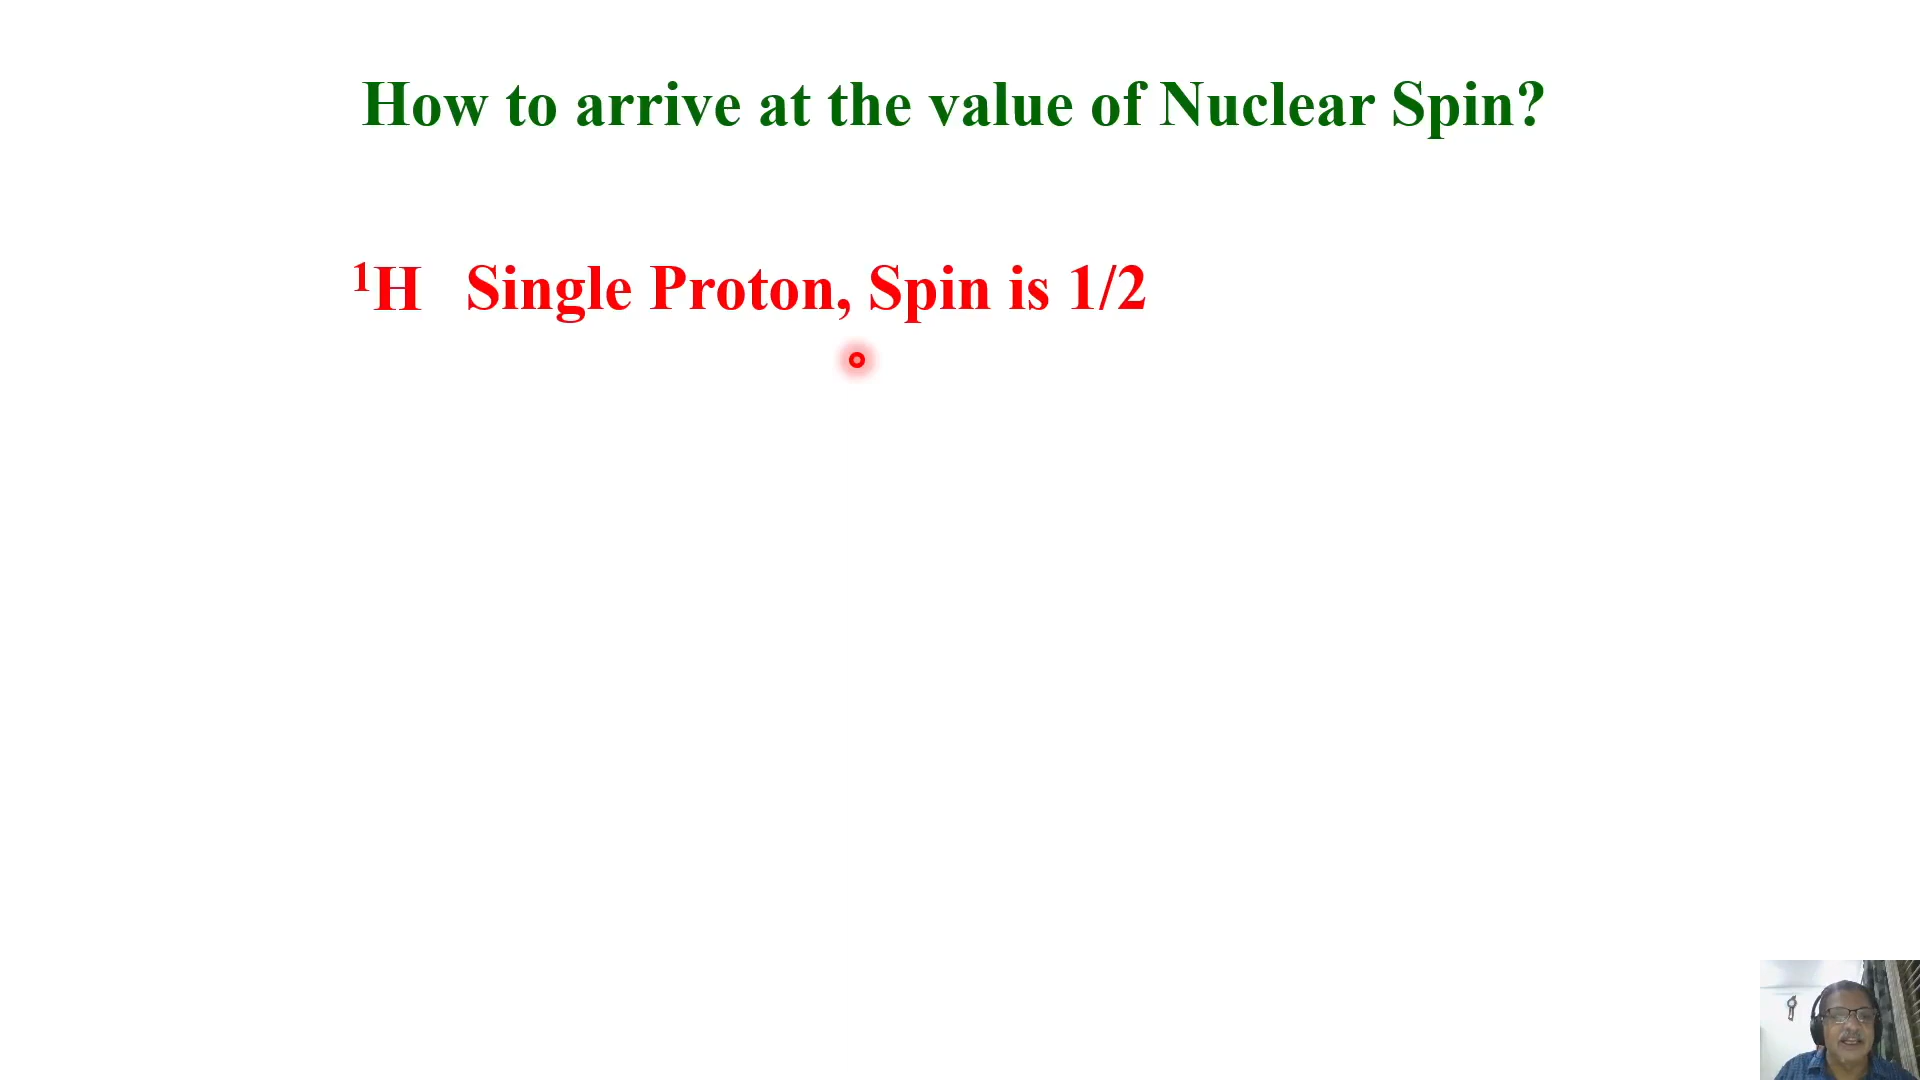 How to arrive at the value of Nuclear Spin?
¹H Single Proton, Spin is 1/2